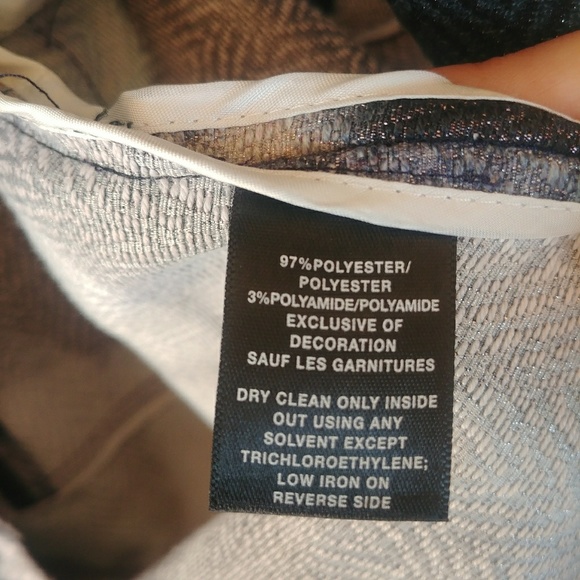 97%POLYESTER/
POLYESTER
3%POLYAMIDE/POLYAMIDE
EXCLUSIVE OF
DECORATION
SAUF LES GARNITURES
DRY CLEAN ONLY INSIDE
OUT USING ANY
SOLVENT EXCEPT
TRICHLOROETHYLENE;
LOW IRON ON
REVERSE SIDE